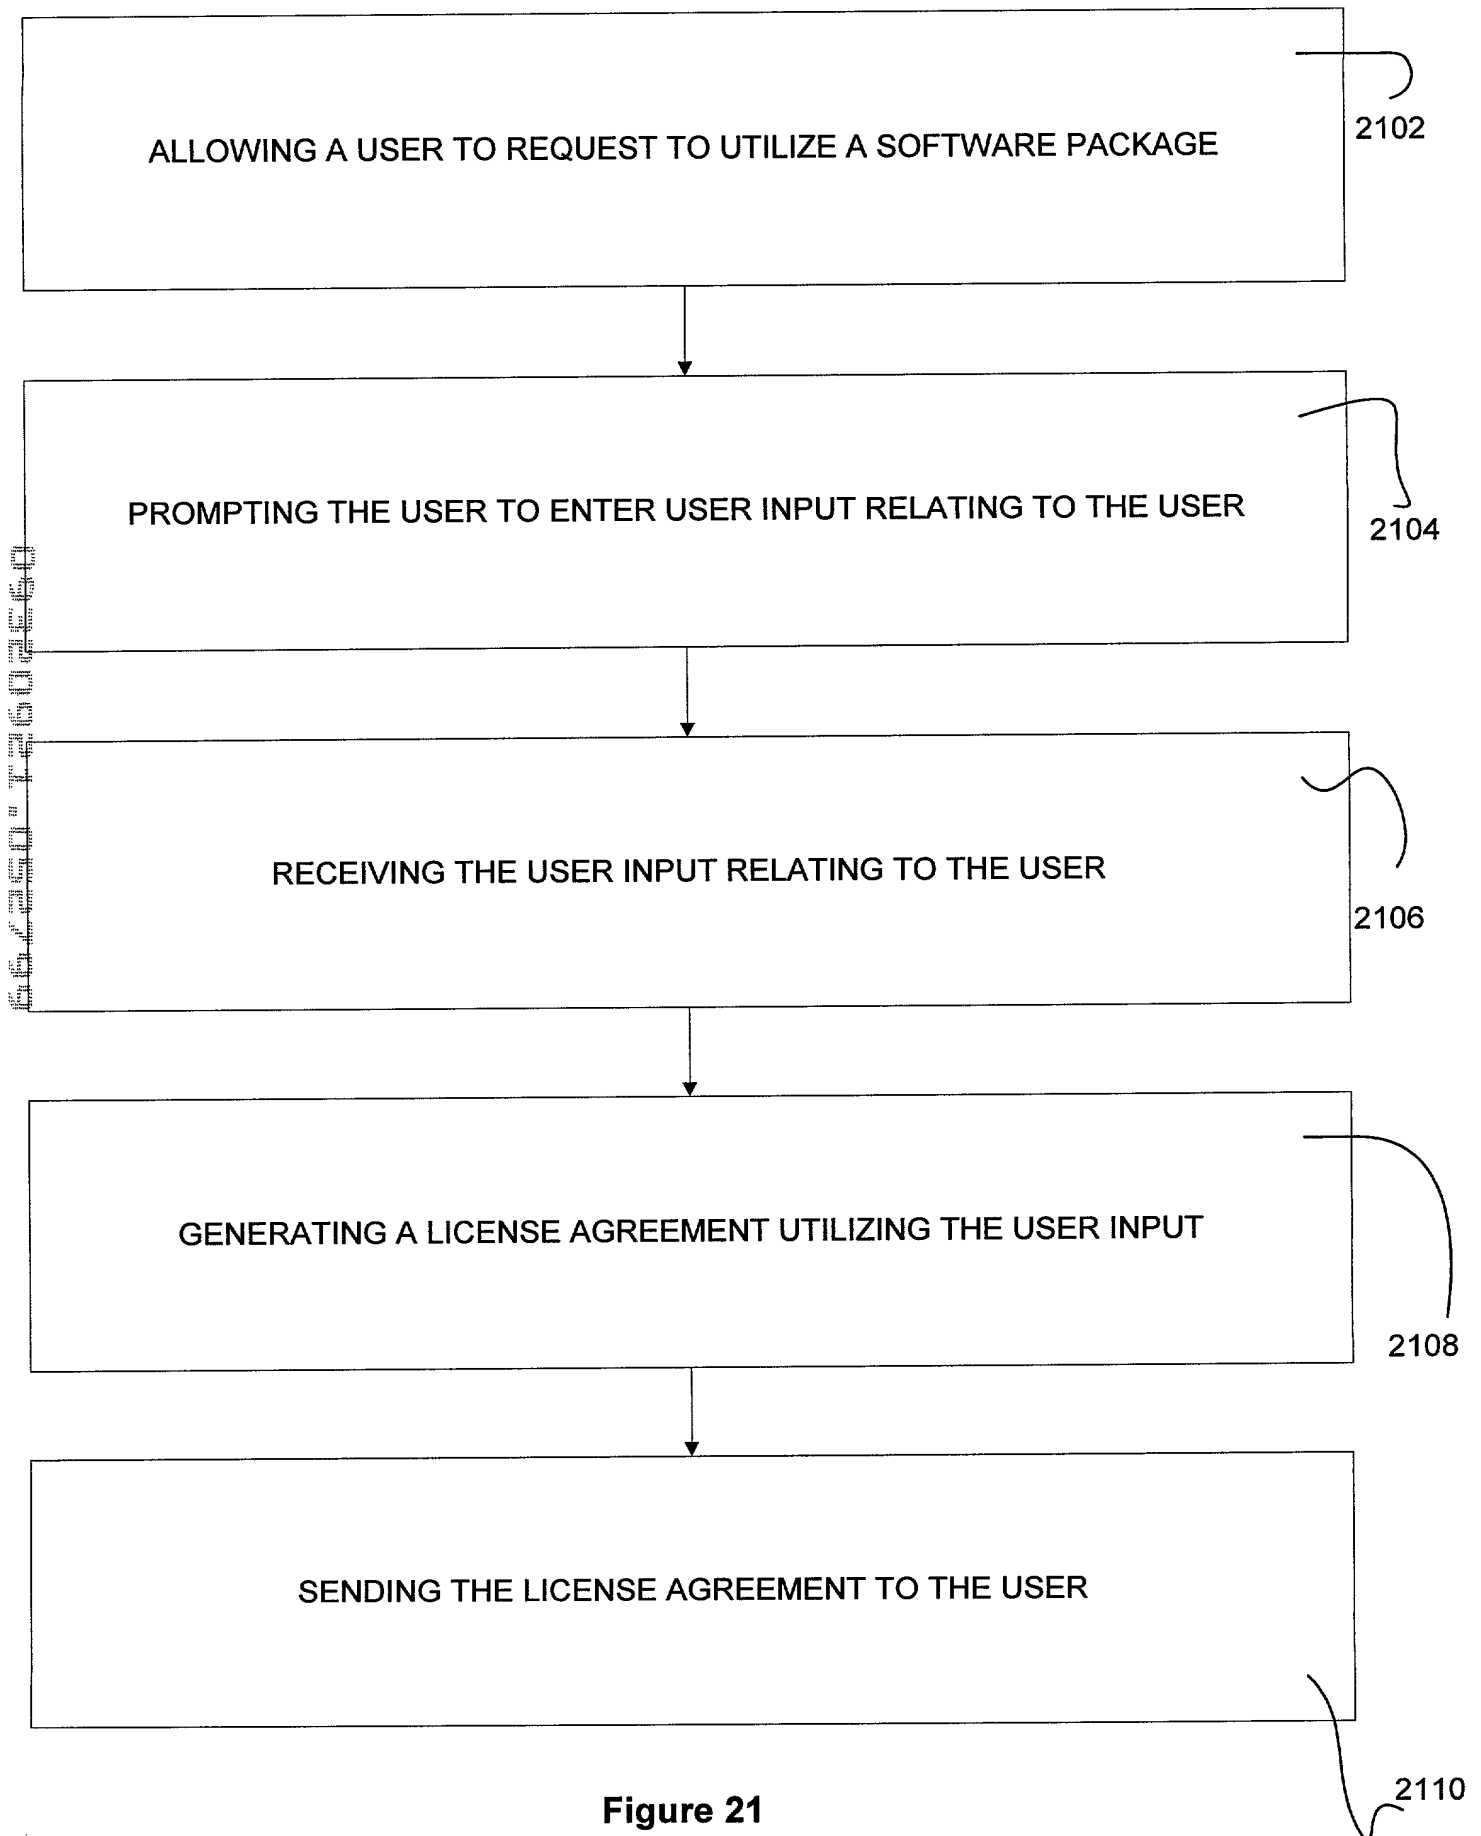 ALLOWING A USER TO REQUEST TO UTILIZE A SOFTWARE PACKAGE
2102
PROMPTING THE USER TO ENTER USER INPUT RELATING TO THE USER
2104
RECEIVING THE USER INPUT RELATING TO THE USER
2106
GENERATING A LICENSE AGREEMENT UTILIZING THE USER INPUT
2108
SENDING THE LICENSE AGREEMENT TO THE USER
2110
Figure 21